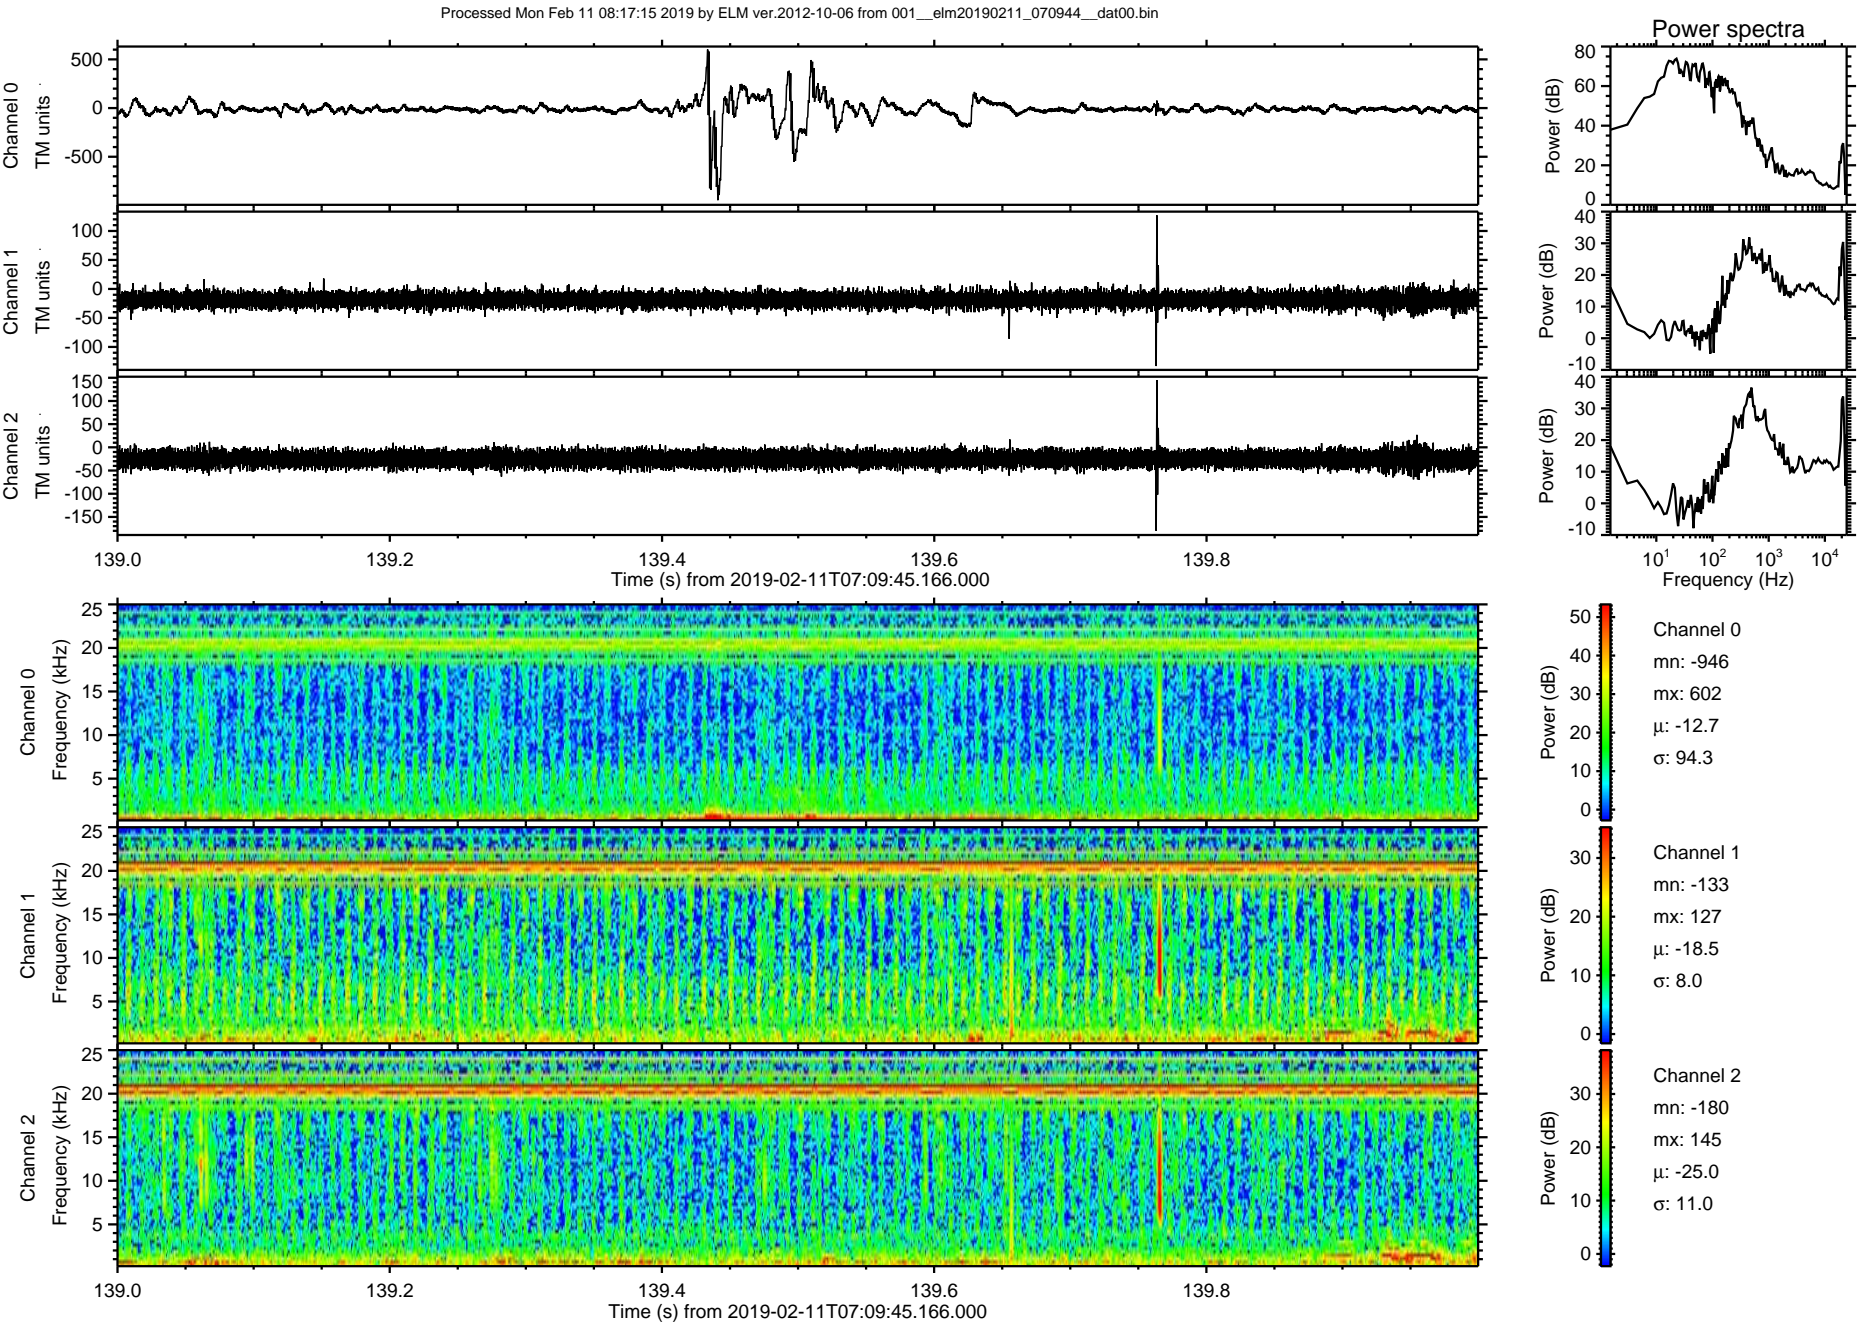 Processed Mon Feb 11 08:17:15 2019 by ELM ver.2012-10-06 from 001__elm20190211_070944__dat00.bin
Power spectra
Channel 0
TM units
500
0
-500
Power (dB)
80
60
40
20
0
Channel 1
TM units
100
50
0
-50
-100
Power (dB)
40
30
20
10
0
-10
Channel 2
TM units
150
100
50
0
-50
-100
-150
Power (dB)
40
30
20
10
0
-10
139.0 139.2 139.4 139.6 139.8
Time (s) from 2019-02-11T07:09:45.166.000
10¹ 10² 10³ 10⁴
Frequency (Hz)
Channel 0
Frequency (kHz)
25
20
15
10
5
Power (dB)
50
40
30
20
10
0
Channel 0
mn: -946
mx: 602
μ: -12.7
σ: 94.3
Channel 1
Frequency (kHz)
25
20
15
10
5
Power (dB)
30
20
10
0
Channel 1
mn: -133
mx: 127
μ: -18.5
σ: 8.0
Channel 2
Frequency (kHz)
25
20
15
10
5
Power (dB)
30
20
10
0
Channel 2
mn: -180
mx: 145
μ: -25.0
σ: 11.0
139.0 139.2 139.4 139.6 139.8
Time (s) from 2019-02-11T07:09:45.166.000